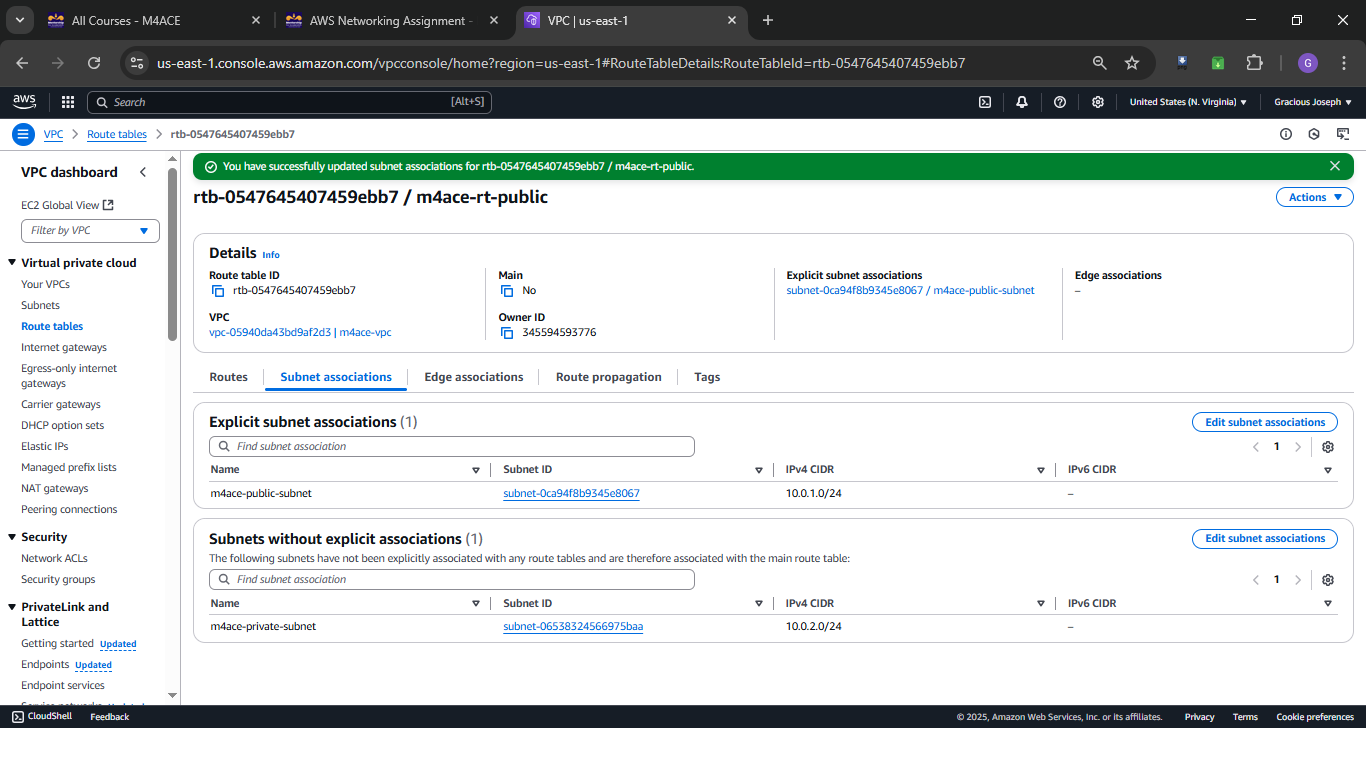 All Courses - M4ACE
AWS Networking Assignment -
VPC | us-east-1
us-east-1.console.aws.amazon.com/vpcconsole/home?region=us-east-1#RouteTableDetails:RouteTableId=rtb-0547645407459ebb7
G
aws
Search
[Alt+S]
United States (N. Virginia)
Gracious Joseph
VPC
Route tables
rtb-0547645407459ebb7
VPC dashboard
EC2 Global View
Filter by VPC
Virtual private cloud
Your VPCs
Subnets
Route tables
Internet gateways
Egress-only internet
gateways
Carrier gateways
DHCP option sets
Elastic IPs
Managed prefix lists
NAT gateways
Peering connections
Security
Network ACLs
Security groups
PrivateLink and
Lattice
Getting started Updated
Endpoints Updated
Endpoint services
You have successfully updated subnet associations for rtb-0547645407459ebb7 / m4ace-rt-public.
rtb-0547645407459ebb7 / m4ace-rt-public
Actions
Details Info
Route table ID
rtb-0547645407459ebb7
VPC
vpc-05940da43bd9af2d3 | m4ace-vpc
Main
No
Owner ID
345594593776
Explicit subnet associations
subnet-0ca94f8b9345e8067 / m4ace-public-subnet
Edge associations
–
Routes
Subnet associations
Edge associations
Route propagation
Tags
Explicit subnet associations (1)
Edit subnet associations
Find subnet association
1
Name
Subnet ID
IPv4 CIDR
IPv6 CIDR
m4ace-public-subnet
subnet-0ca94f8b9345e8067
10.0.1.0/24
–
Subnets without explicit associations (1)
Edit subnet associations
The following subnets have not been explicitly associated with any route tables and are therefore associated with the main route table:
Find subnet association
1
Name
Subnet ID
IPv4 CIDR
IPv6 CIDR
m4ace-private-subnet
subnet-06538324566975baa
10.0.2.0/24
–
CloudShell
Feedback
© 2025, Amazon Web Services, Inc. or its affiliates.
Privacy
Terms
Cookie preferences